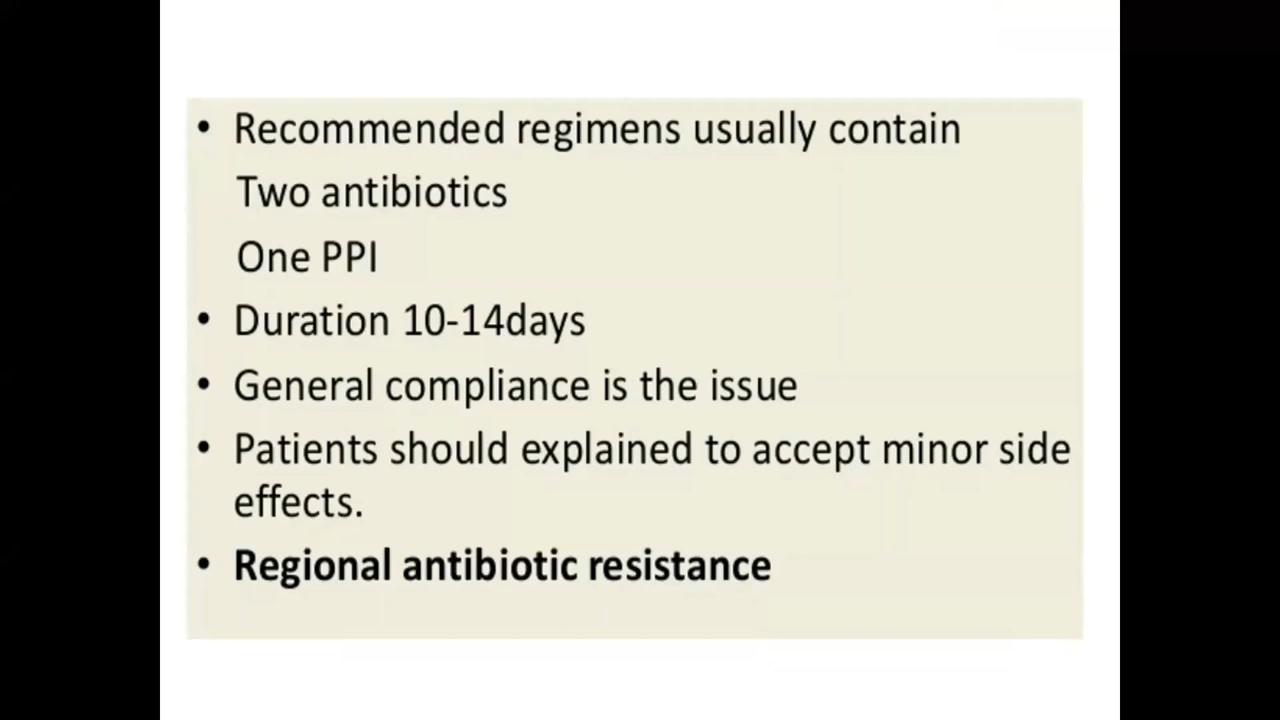 • Recommended regimens usually contain
Two antibiotics
One PPI
• Duration 10-14days
• General compliance is the issue
• Patients should explained to accept minor side
effects.
• Regional antibiotic resistance